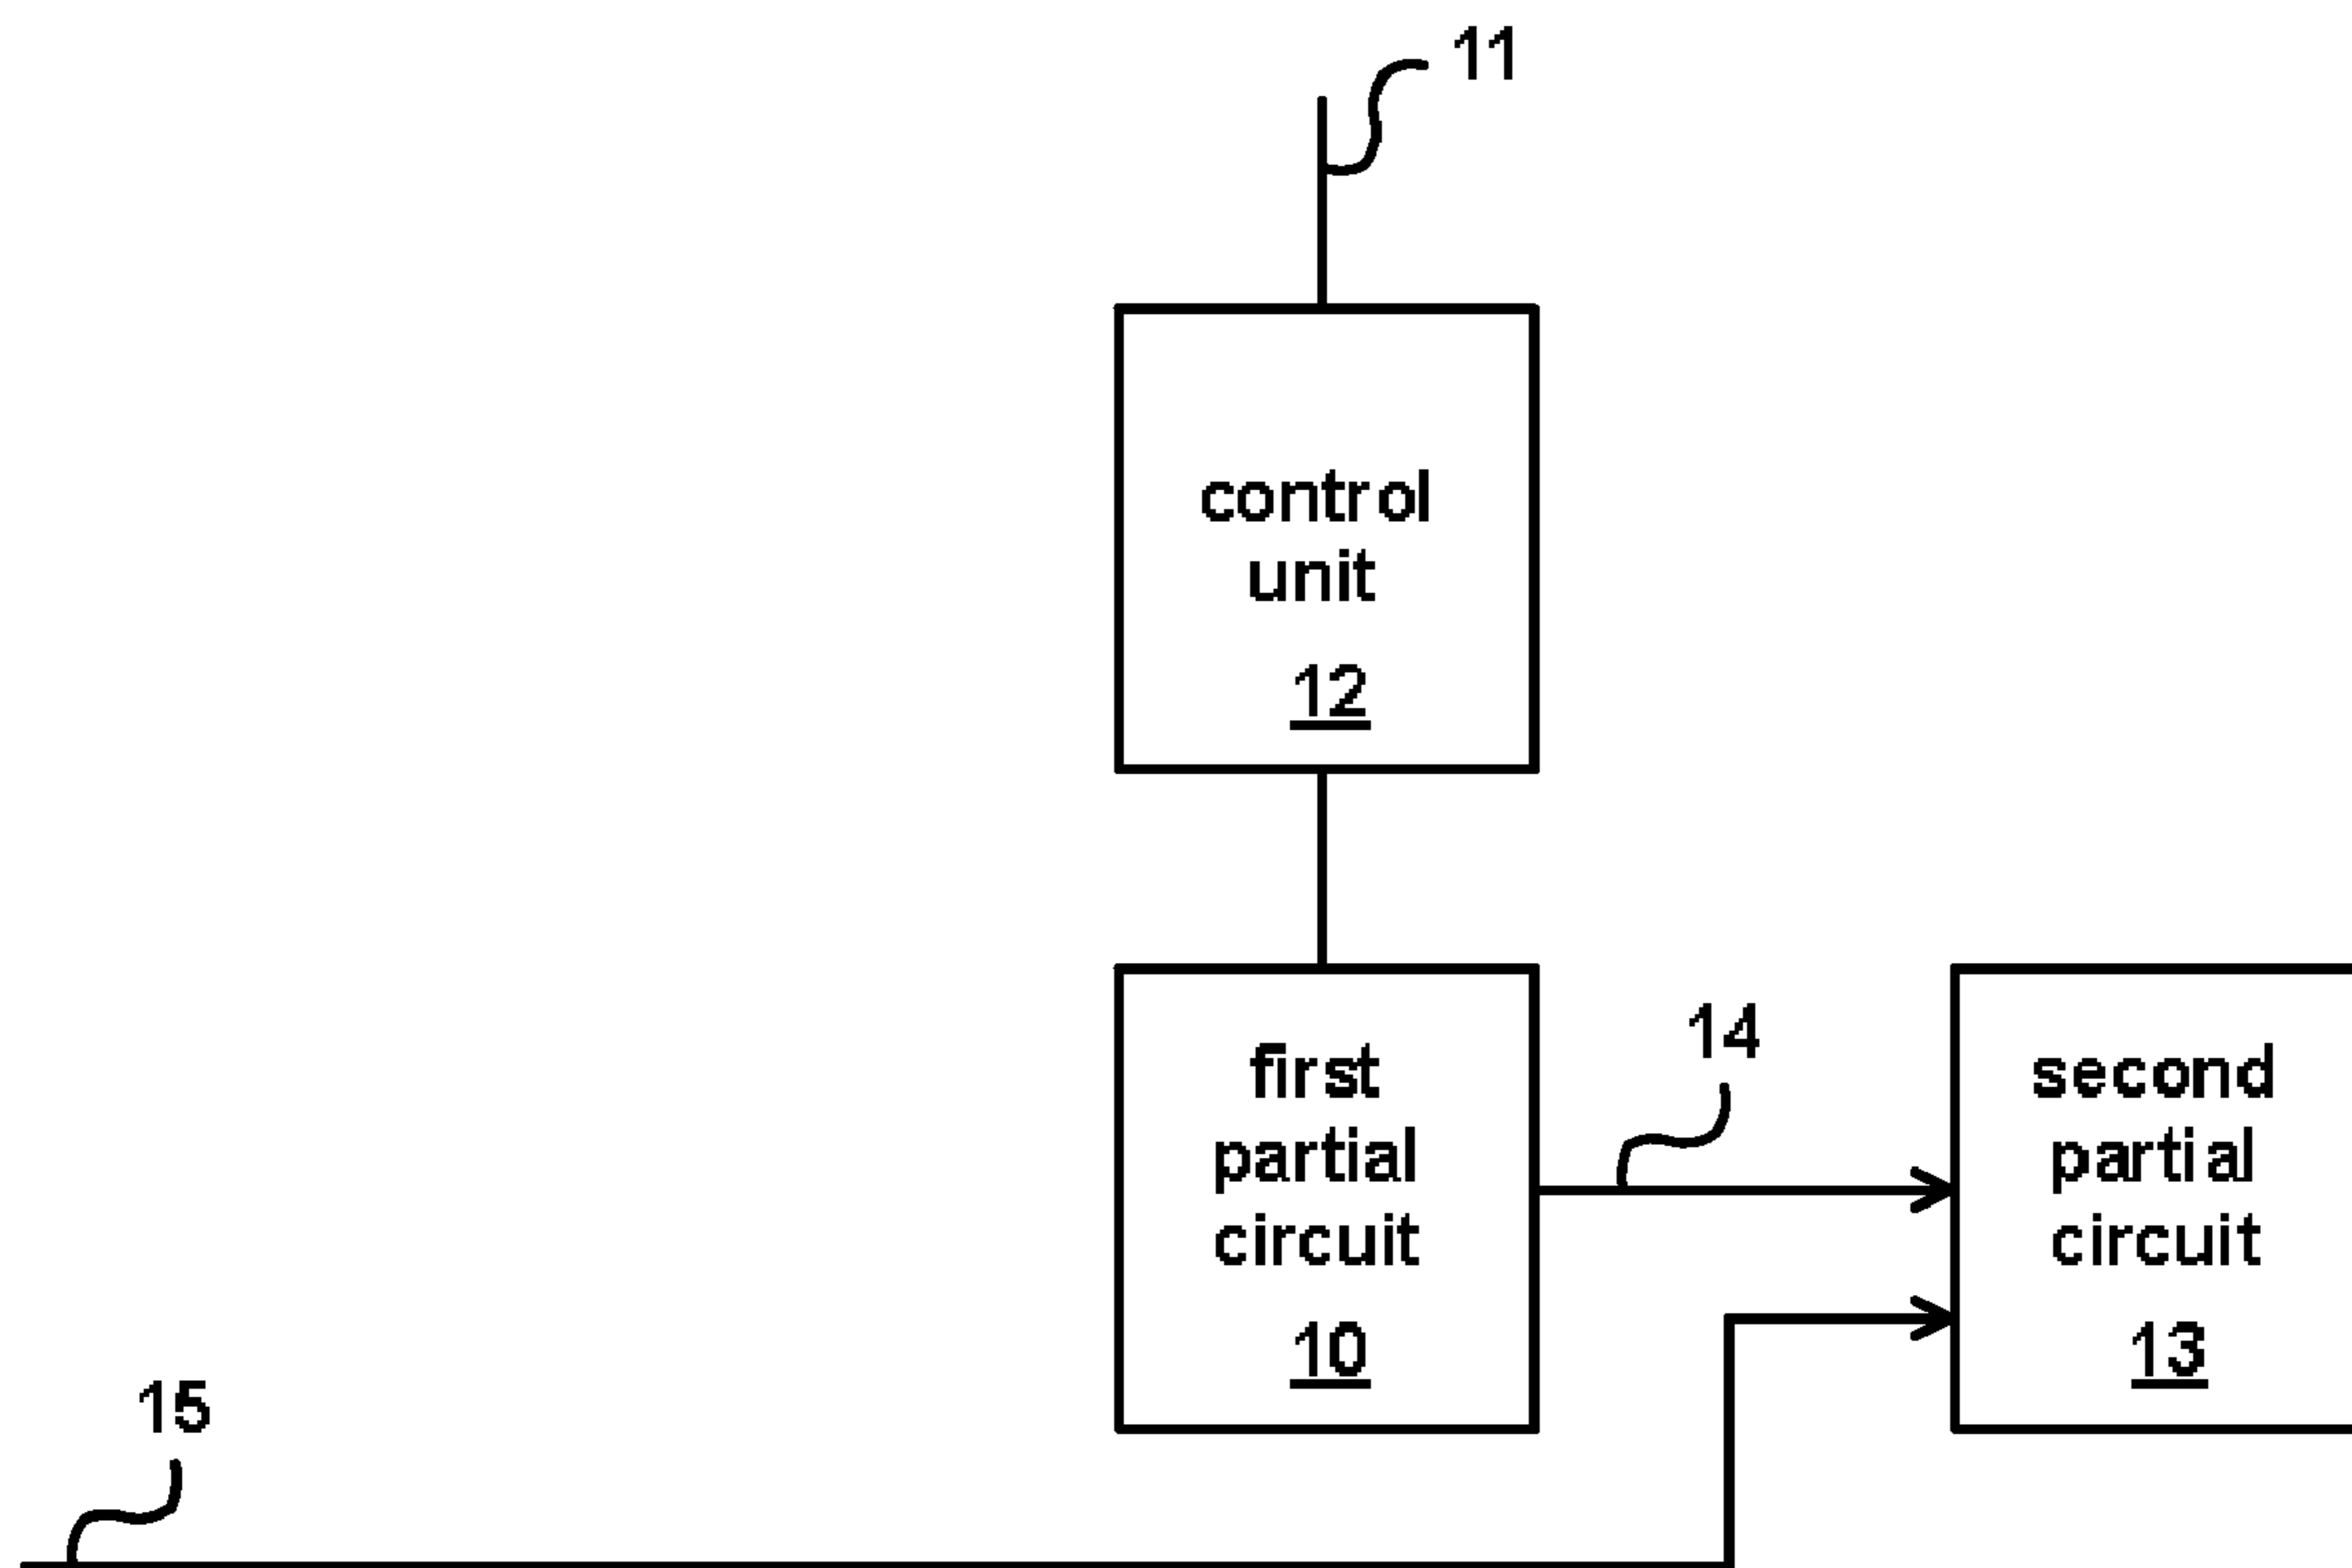 11
control
unit
12
first
partial
circuit
10
14
second
partial
circuit
13
15